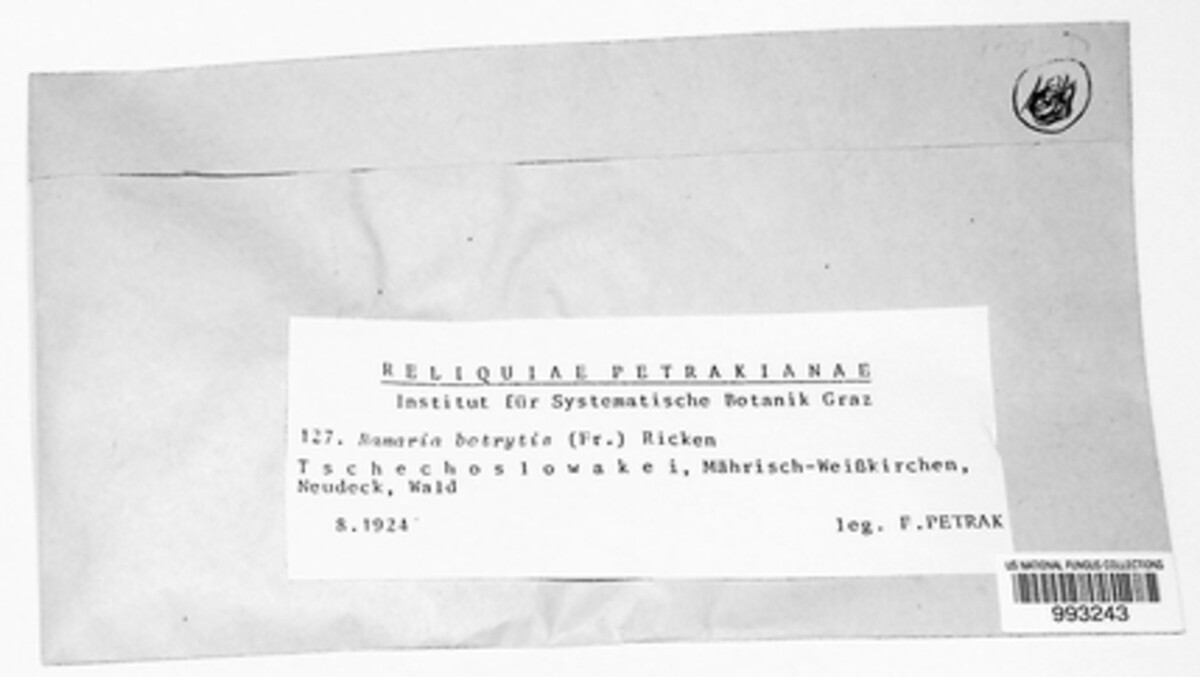 RELIQUIAE PETRAKIANAE
Institut für Systematische Botanik Graz
127. Ramaria botrytis (Fr.) Ricken
Tschechoslowakei, Mährisch-Weißkirchen,
Neudeck, Wald
8.1924
leg. F.PETRAK
US NATIONAL FUNGUS COLLECTIONS
993243